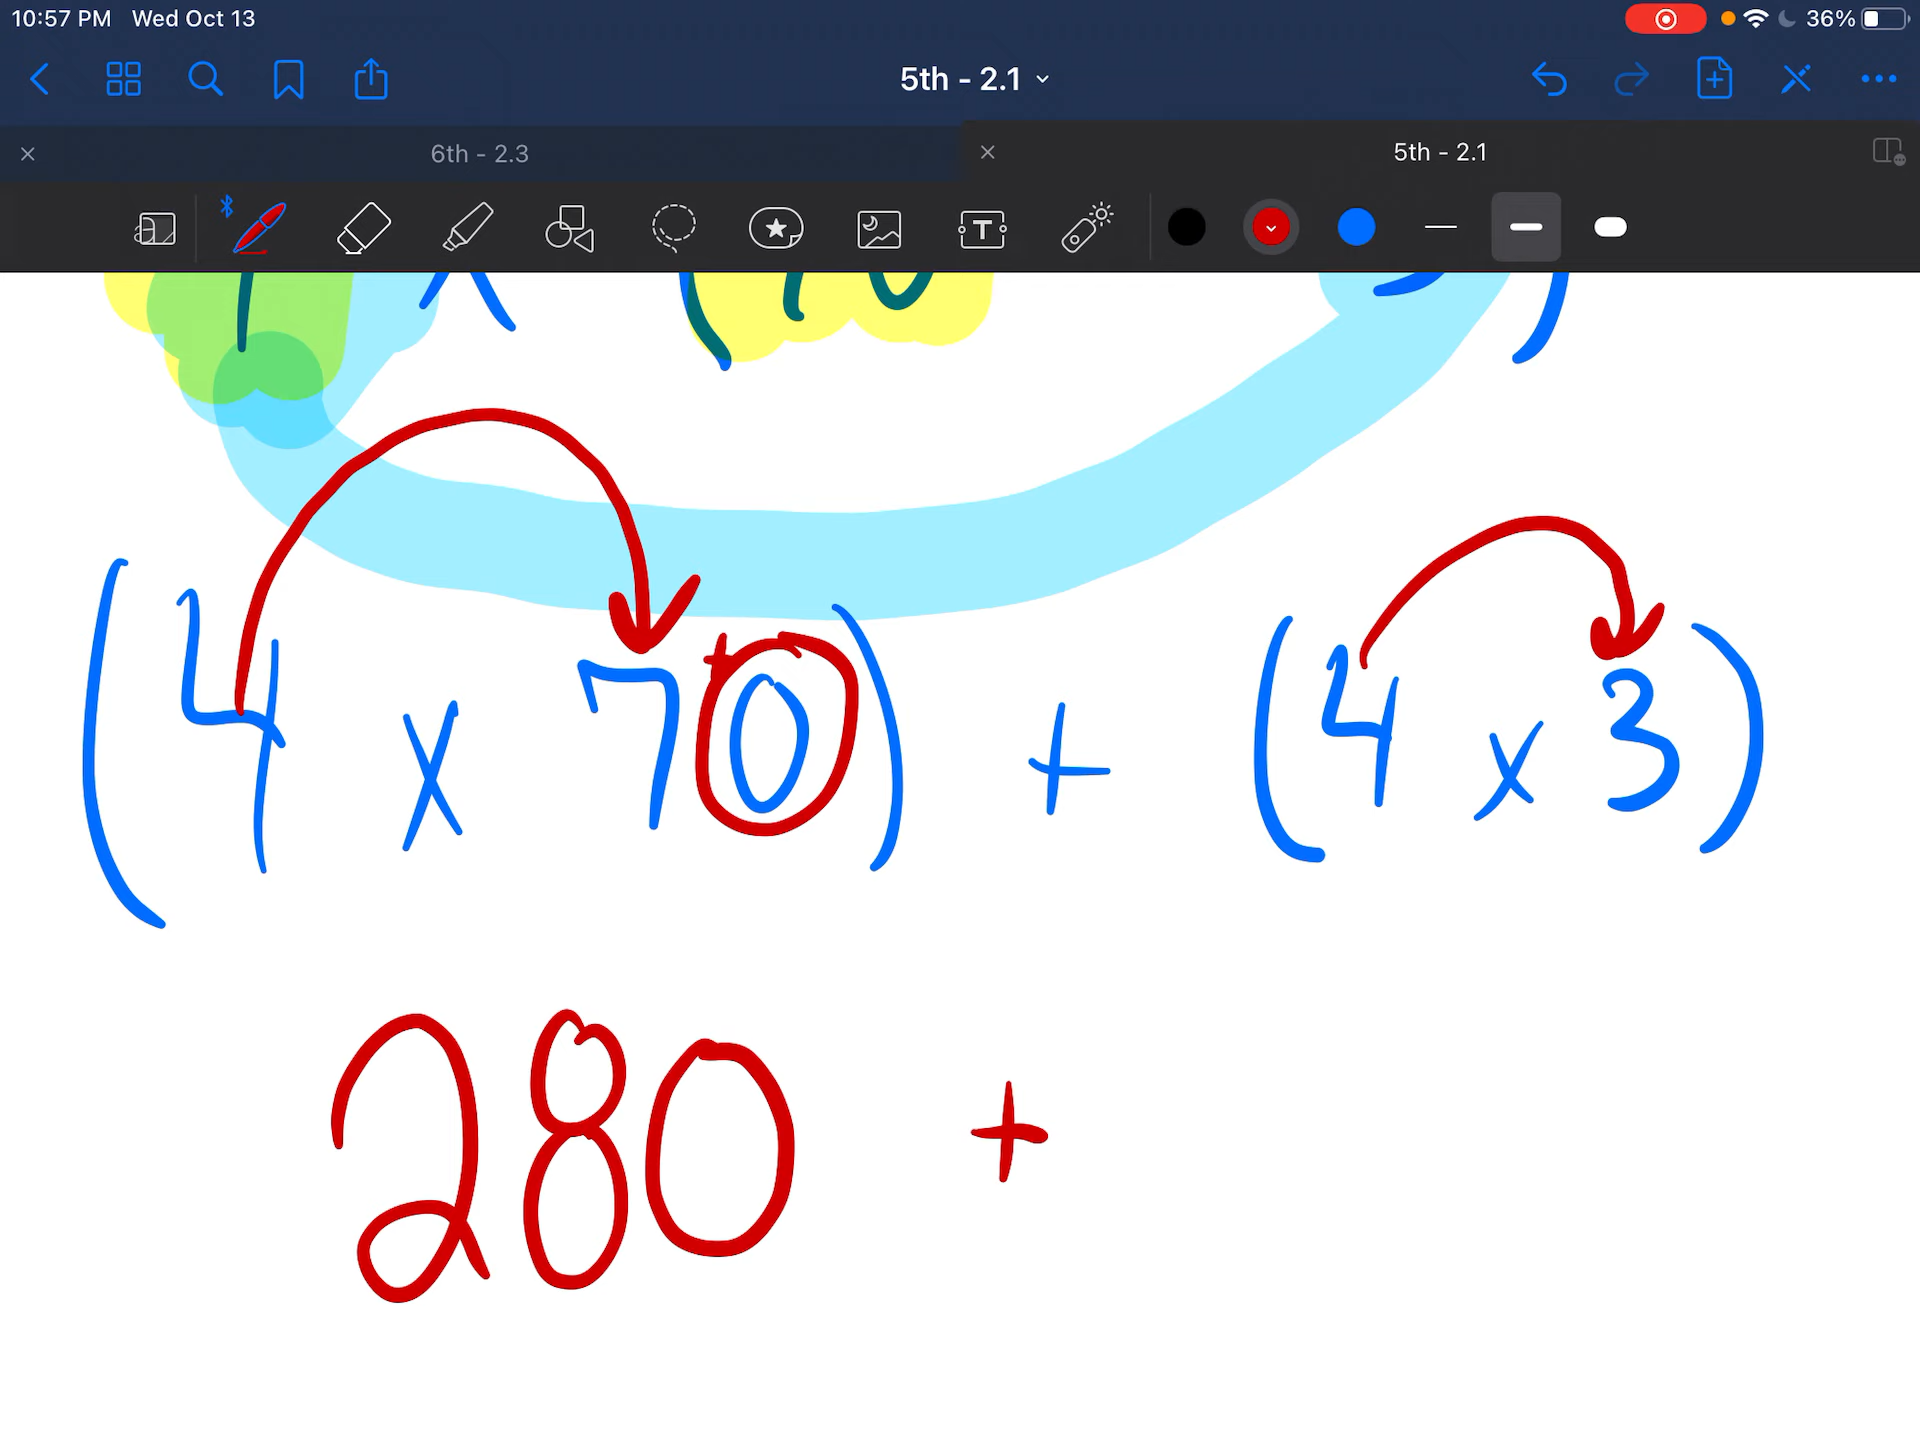 10:57 PM Wed Oct 13 36%
5th - 2.1
6th - 2.3 5th - 2.1
(4 x 70) + (4 x 3)
280 +